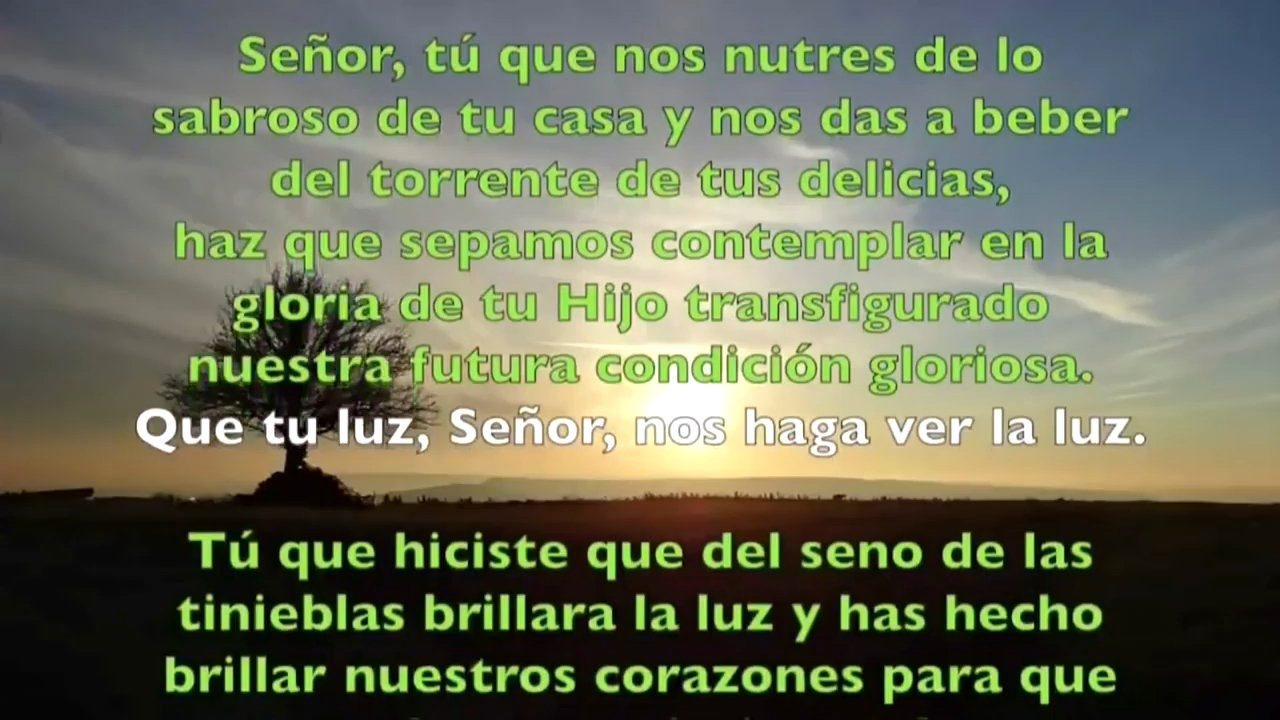 Señor, tú que nos nutres de lo
sabroso de tu casa y nos das a beber
del torrente de tus delicias,
haz que sepamos contemplar en la
gloria de tu Hijo transfigurado
nuestra futura condición gloriosa.
Que tu luz, Señor, nos haga ver la luz.
Tú que hiciste que del seno de las
tinieblas brillara la luz y has hecho
brillar nuestros corazones para que